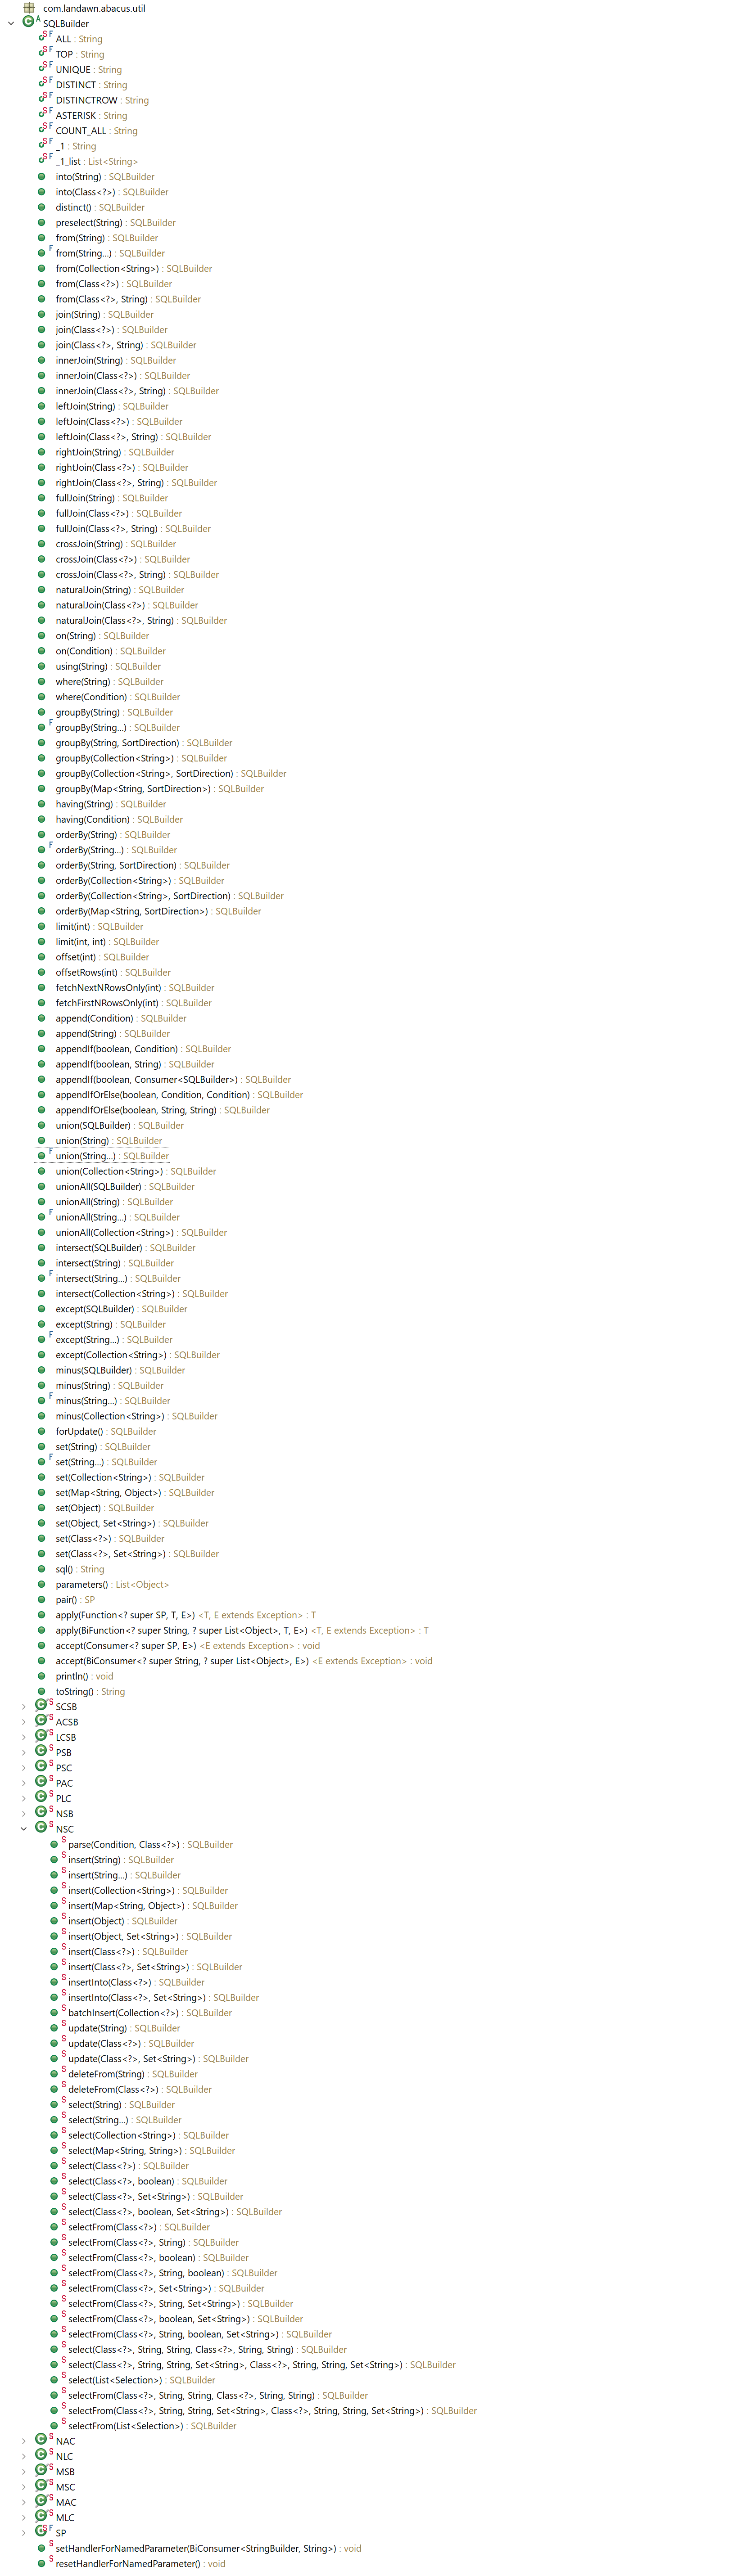 com.landawn.abacus.util
SQLBuilder
ALL : String
TOP : String
UNIQUE : String
DISTINCT : String
DISTINCTROW : String
ASTERISK : String
COUNT_ALL : String
_1 : String
_1_list : List<String>
into(String) : SQLBuilder
into(Class<?>) : SQLBuilder
distinct() : SQLBuilder
preselect(String) : SQLBuilder
from(String) : SQLBuilder
from(String...) : SQLBuilder
from(Collection<String>) : SQLBuilder
from(Class<?>) : SQLBuilder
from(Class<?>, String) : SQLBuilder
join(String) : SQLBuilder
join(Class<?>) : SQLBuilder
join(Class<?>, String) : SQLBuilder
innerJoin(String) : SQLBuilder
innerJoin(Class<?>) : SQLBuilder
innerJoin(Class<?>, String) : SQLBuilder
leftJoin(String) : SQLBuilder
leftJoin(Class<?>) : SQLBuilder
leftJoin(Class<?>, String) : SQLBuilder
rightJoin(String) : SQLBuilder
rightJoin(Class<?>) : SQLBuilder
rightJoin(Class<?>, String) : SQLBuilder
fullJoin(String) : SQLBuilder
fullJoin(Class<?>) : SQLBuilder
fullJoin(Class<?>, String) : SQLBuilder
crossJoin(String) : SQLBuilder
crossJoin(Class<?>) : SQLBuilder
crossJoin(Class<?>, String) : SQLBuilder
naturalJoin(String) : SQLBuilder
naturalJoin(Class<?>) : SQLBuilder
naturalJoin(Class<?>, String) : SQLBuilder
on(String) : SQLBuilder
on(Condition) : SQLBuilder
using(String) : SQLBuilder
where(String) : SQLBuilder
where(Condition) : SQLBuilder
groupBy(String) : SQLBuilder
groupBy(String...) : SQLBuilder
groupBy(String, SortDirection) : SQLBuilder
groupBy(Collection<String>) : SQLBuilder
groupBy(Collection<String>, SortDirection) : SQLBuilder
groupBy(Map<String, SortDirection>) : SQLBuilder
having(String) : SQLBuilder
having(Condition) : SQLBuilder
orderBy(String) : SQLBuilder
orderBy(String...) : SQLBuilder
orderBy(String, SortDirection) : SQLBuilder
orderBy(Collection<String>) : SQLBuilder
orderBy(Collection<String>, SortDirection) : SQLBuilder
orderBy(Map<String, SortDirection>) : SQLBuilder
limit(int) : SQLBuilder
limit(int, int) : SQLBuilder
offset(int) : SQLBuilder
offsetRows(int) : SQLBuilder
fetchNextNRowsOnly(int) : SQLBuilder
fetchFirstNRowsOnly(int) : SQLBuilder
append(Condition) : SQLBuilder
append(String) : SQLBuilder
appendIf(boolean, Condition) : SQLBuilder
appendIf(boolean, String) : SQLBuilder
appendIf(boolean, Consumer<SQLBuilder>) : SQLBuilder
appendIfOrElse(boolean, Condition, Condition) : SQLBuilder
appendIfOrElse(boolean, String, String) : SQLBuilder
union(SQLBuilder) : SQLBuilder
union(String) : SQLBuilder
union(String...) : SQLBuilder
union(Collection<String>) : SQLBuilder
unionAll(SQLBuilder) : SQLBuilder
unionAll(String) : SQLBuilder
unionAll(String...) : SQLBuilder
unionAll(Collection<String>) : SQLBuilder
intersect(SQLBuilder) : SQLBuilder
intersect(String) : SQLBuilder
intersect(String...) : SQLBuilder
intersect(Collection<String>) : SQLBuilder
except(SQLBuilder) : SQLBuilder
except(String) : SQLBuilder
except(String...) : SQLBuilder
except(Collection<String>) : SQLBuilder
minus(SQLBuilder) : SQLBuilder
minus(String) : SQLBuilder
minus(String...) : SQLBuilder
minus(Collection<String>) : SQLBuilder
forUpdate() : SQLBuilder
set(String) : SQLBuilder
set(String...) : SQLBuilder
set(Collection<String>) : SQLBuilder
set(Map<String, Object>) : SQLBuilder
set(Object) : SQLBuilder
set(Object, Set<String>) : SQLBuilder
set(Class<?>) : SQLBuilder
set(Class<?>, Set<String>) : SQLBuilder
sql() : String
parameters() : List<Object>
pair() : SP
apply(Function<? super SP, T, E>) <T, E extends Exception> : T
apply(BiFunction<? super String, ? super List<Object>, T, E>) <T, E extends Exception> : T
accept(Consumer<? super SP, E>) <E extends Exception> : void
accept(BiConsumer<? super String, ? super List<Object>, E>) <E extends Exception> : void
println() : void
toString() : String
SCSB
ACSB
LCSB
PSB
PSC
PAC
PLC
NSB
NSC
parse(Condition, Class<?>) : SQLBuilder
insert(String) : SQLBuilder
insert(String...) : SQLBuilder
insert(Collection<String>) : SQLBuilder
insert(Map<String, Object>) : SQLBuilder
insert(Object) : SQLBuilder
insert(Object, Set<String>) : SQLBuilder
insert(Class<?>) : SQLBuilder
insert(Class<?>, Set<String>) : SQLBuilder
insertInto(Class<?>) : SQLBuilder
insertInto(Class<?>, Set<String>) : SQLBuilder
batchInsert(Collection<?>) : SQLBuilder
update(String) : SQLBuilder
update(Class<?>) : SQLBuilder
update(Class<?>, Set<String>) : SQLBuilder
deleteFrom(String) : SQLBuilder
deleteFrom(Class<?>) : SQLBuilder
select(String) : SQLBuilder
select(String...) : SQLBuilder
select(Collection<String>) : SQLBuilder
select(Map<String, String>) : SQLBuilder
select(Class<?>) : SQLBuilder
select(Class<?>, boolean) : SQLBuilder
select(Class<?>, Set<String>) : SQLBuilder
select(Class<?>, boolean, Set<String>) : SQLBuilder
selectFrom(Class<?>) : SQLBuilder
selectFrom(Class<?>, String) : SQLBuilder
selectFrom(Class<?>, boolean) : SQLBuilder
selectFrom(Class<?>, String, boolean) : SQLBuilder
selectFrom(Class<?>, Set<String>) : SQLBuilder
selectFrom(Class<?>, String, Set<String>) : SQLBuilder
selectFrom(Class<?>, boolean, Set<String>) : SQLBuilder
selectFrom(Class<?>, String, boolean, Set<String>) : SQLBuilder
select(Class<?>, String, String, Class<?>, String, String) : SQLBuilder
select(Class<?>, String, String, Set<String>, Class<?>, String, String, Set<String>) : SQLBuilder
select(List<Selection>) : SQLBuilder
selectFrom(Class<?>, String, String, Class<?>, String, String) : SQLBuilder
selectFrom(Class<?>, String, String, Set<String>, Class<?>, String, String, Set<String>) : SQLBuilder
selectFrom(List<Selection>) : SQLBuilder
NAC
NLC
MSB
MSC
MAC
MLC
SP
setHandlerForNamedParameter(BiConsumer<StringBuilder, String>) : void
resetHandlerForNamedParameter() : void